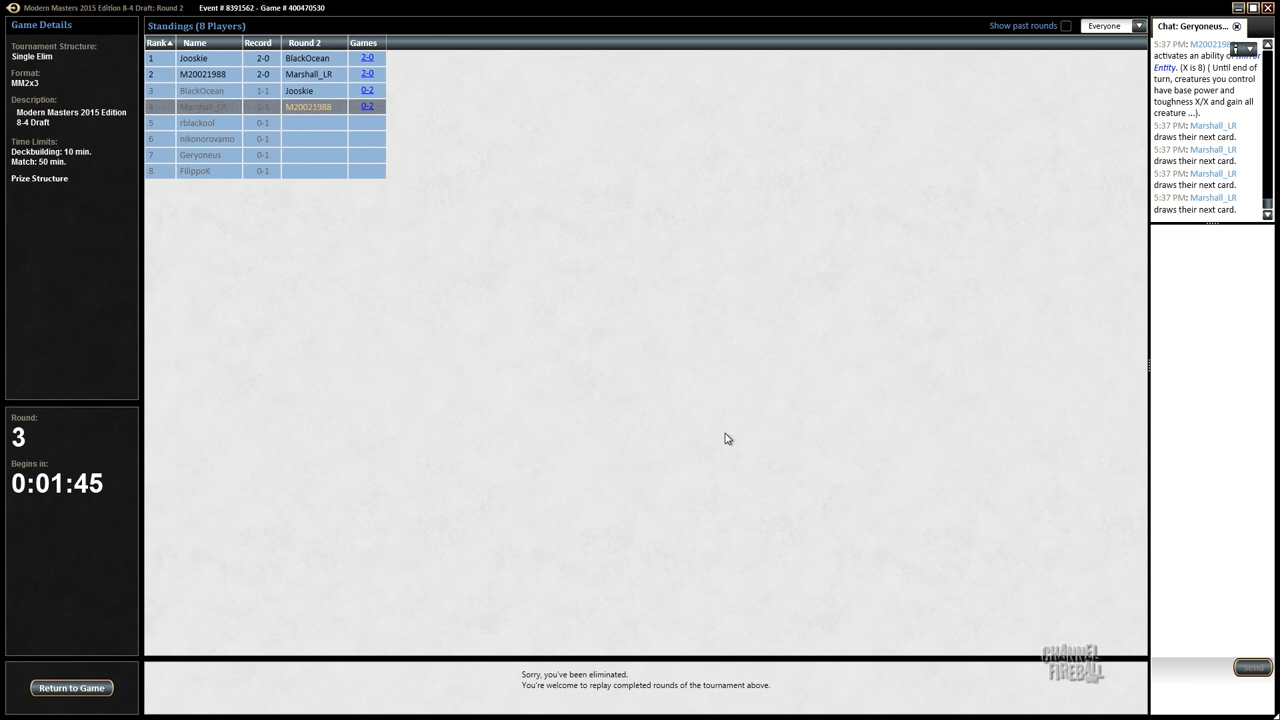 Modern Masters 2015 Edition 8-4 Draft: Round 2 Event # 8391562 - Game # 400470530
Game Details
Tournament Structure:
Single Elim
Format:
MM2x3
Description:
Modern Masters 2015 Edition
8-4 Draft
Time Limits:
Deckbuilding: 10 min.
Match: 50 min.
Prize Structure
Round:
3
Begins in:
0:01:45
Return to Game
Standings (8 Players)
Show past rounds Everyone
Rank Name Record Round 2 Games
1 Jooskie 2-0 BlackOcean 2-0
2 M20021988 2-0 Marshall_LR 2-0
3 BlackOcean 1-1 Jooskie 0-2
4 Marshall_LR 1-1 M20021988 0-2
5 rblackool 0-1
6 nikonorovamo 0-1
7 Geryoneus 0-1
8 FilippoK 0-1
Sorry, you've been eliminated.
You're welcome to replay completed rounds of the tournament above.
CHANNEL
FIREBALL
Chat: Geryoneus...
5:37 PM: M2002198
activates an ability of
Entity. (X is 8) ( Until end of
turn, creatures you control
have base power and
toughness X/X and gain all
creature ...).
5:37 PM: Marshall_LR
draws their next card.
5:37 PM: Marshall_LR
draws their next card.
5:37 PM: Marshall_LR
draws their next card.
5:37 PM: Marshall_LR
draws their next card.
Send